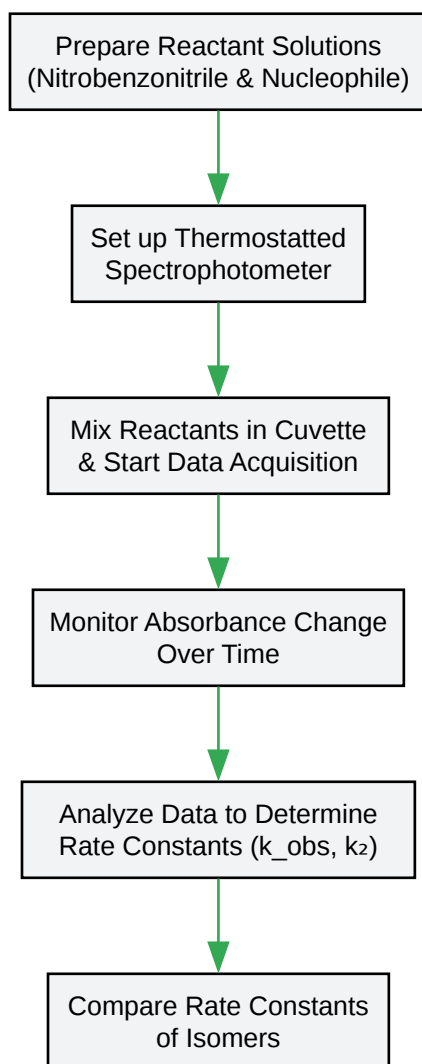 Prepare Reactant Solutions
(Nitrobenzonitrile & Nucleophile)
Set up Thermostatted
Spectrophotometer
Mix Reactants in Cuvette
& Start Data Acquisition
Monitor Absorbance Change
Over Time
Analyze Data to Determine
Rate Constants (k_obs, k₂)
Compare Rate Constants
of Isomers